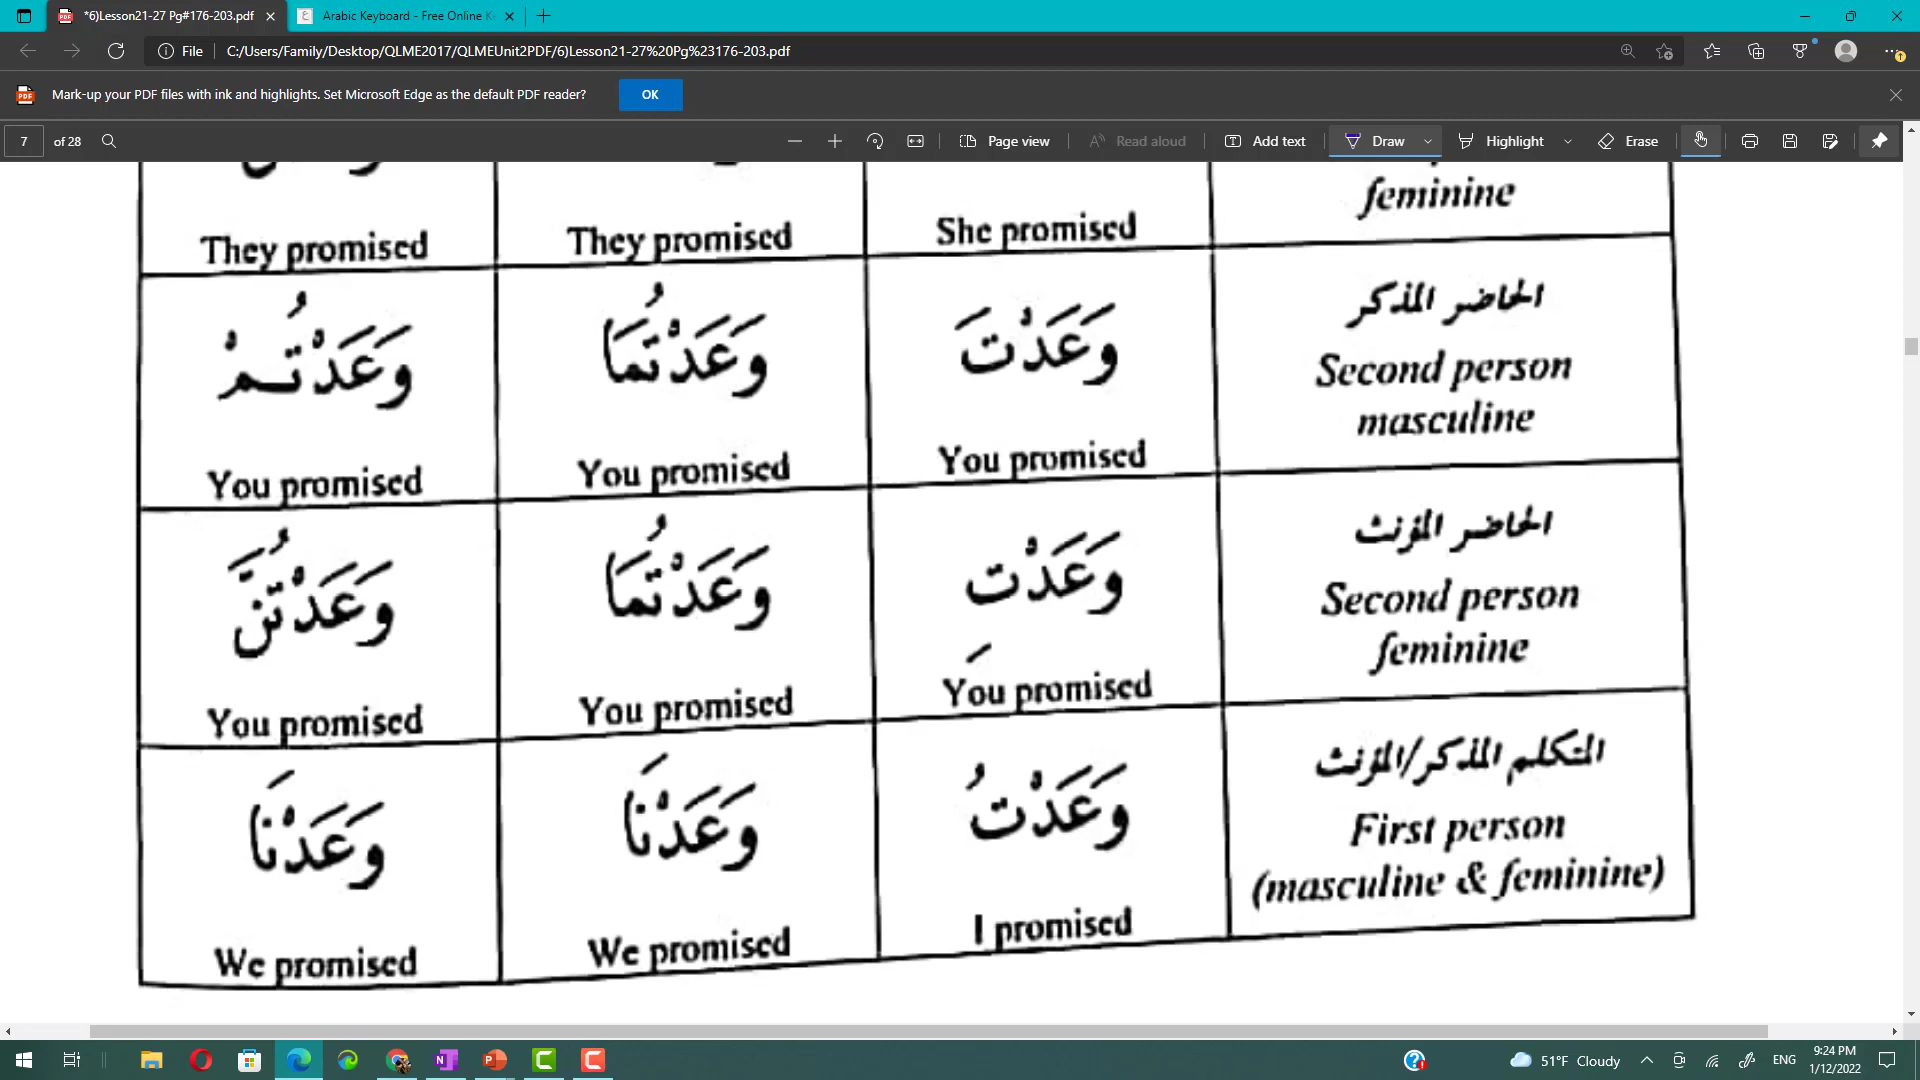 *6)Lesson21-27 Pg#176-203.pdf
Arabic Keyboard - Free Online K
File
C:/Users/Family/Desktop/QLME2017/QLMEUnit2PDF/6)Lesson21-27%20Pg%23176-203.pdf
Mark-up your PDF files with ink and highlights. Set Microsoft Edge as the default PDF reader?
OK
7 of 28
Page view
Read aloud
Add text
Draw
Highlight
Erase
feminine
She promised
They promised
They promised
الحاضر المذكر
Second person
masculine
وَعَدْتَ
You promised
وَعَدْتُمَا
You promised
وَعَدْتُمْ
You promised
الحاضر المؤنث
Second person
feminine
وَعَدْتِ
You promised
وَعَدْتُمَا
You promised
وَعَدْتُنَّ
You promised
المتكلم المذكر/المؤنث
First person
(masculine & feminine)
وَعَدْتُ
I promised
وَعَدْنَا
We promised
وَعَدْنَا
We promised
51°F Cloudy
ENG
9:24 PM
1/12/2022